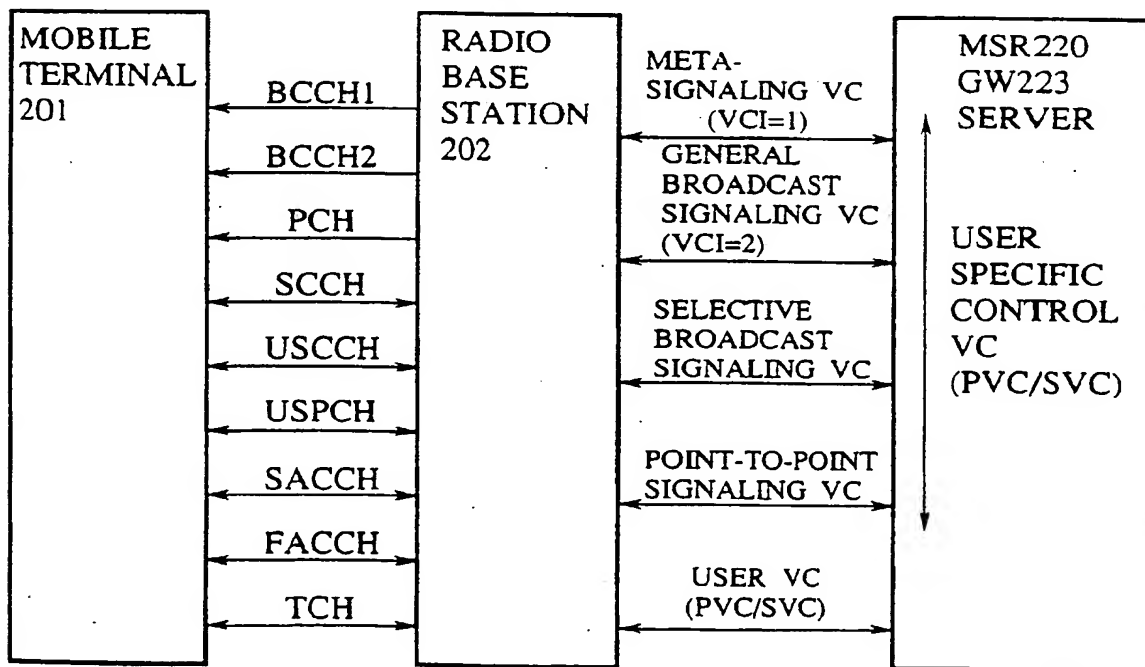 MOBILE
TERMINAL
201
BCCH1
BCCH2
PCH
SCCH
USCCH
USPCH
SACCH
FACCH
TCH
RADIO
BASE
STATION
202
META-
SIGNALING VC
(VCI=1)
GENERAL
BROADCAST
SIGNALING VC
(VCI=2)
SELECTIVE
BROADCAST
SIGNALING VC
POINT-TO-POINT
SIGNALING VC
USER VC
(PVC/SVC)
MSR220
GW223
SERVER
USER
SPECIFIC
CONTROL
VC
(PVC/SVC)